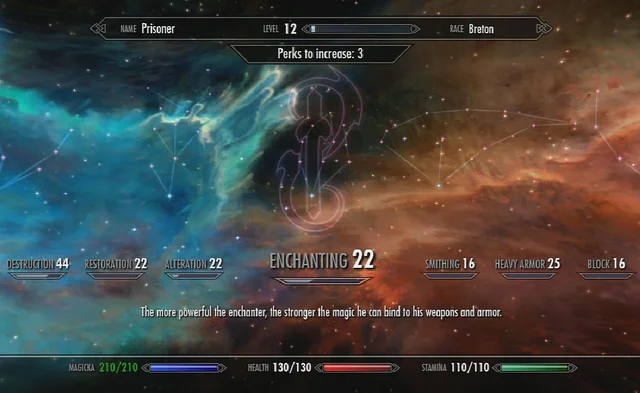 NAME Prisoner LEVEL 12 RACE Breton
Perks to increase: 3
DESTRUCTION 44 RESTORATION 22 ALTERATION 22 ENCHANTING 22 SMITHING 16 HEAVY ARMOR 25 BLOCK 16
The more powerful the enchanter, the stronger the magic he can bind to his weapons and armor.
MAGICKA 210/210 HEALTH 130/130 STAMINA 110/110